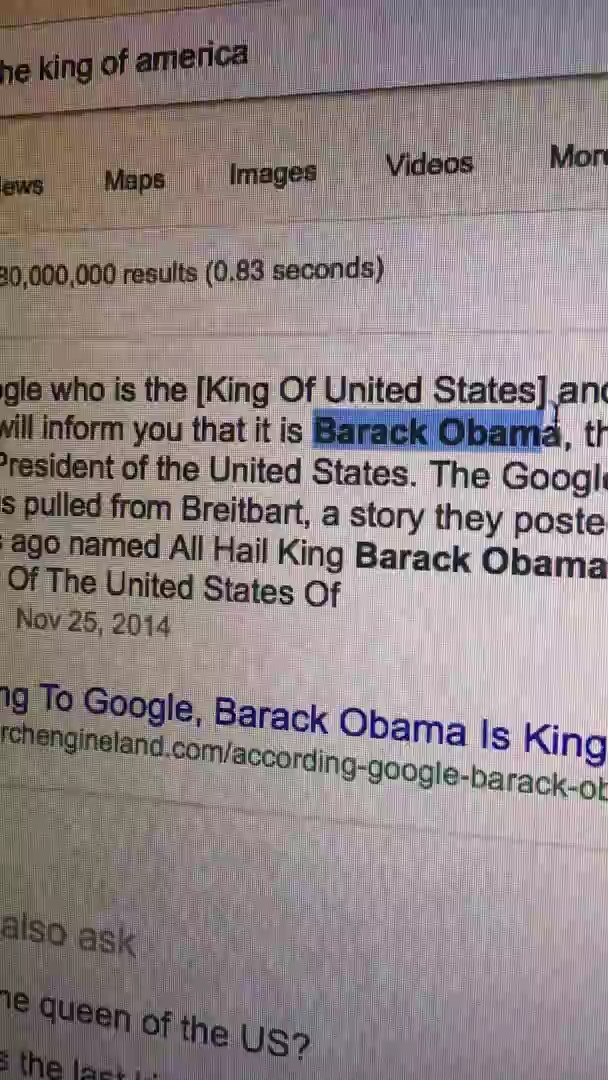 he king of america
ews Maps Images Videos Mor
30,000,000 results (0.83 seconds)
ogle who is the [King Of United States] and
will inform you that it is Barack Obama, th
President of the United States. The Google
s pulled from Breitbart, a story they poste
s ago named All Hail King Barack Obama
Of The United States Of
Nov 25, 2014
ng To Google, Barack Obama Is King
rchengineland.com/according-google-barack-ob
also ask
he queen of the US?
s the last